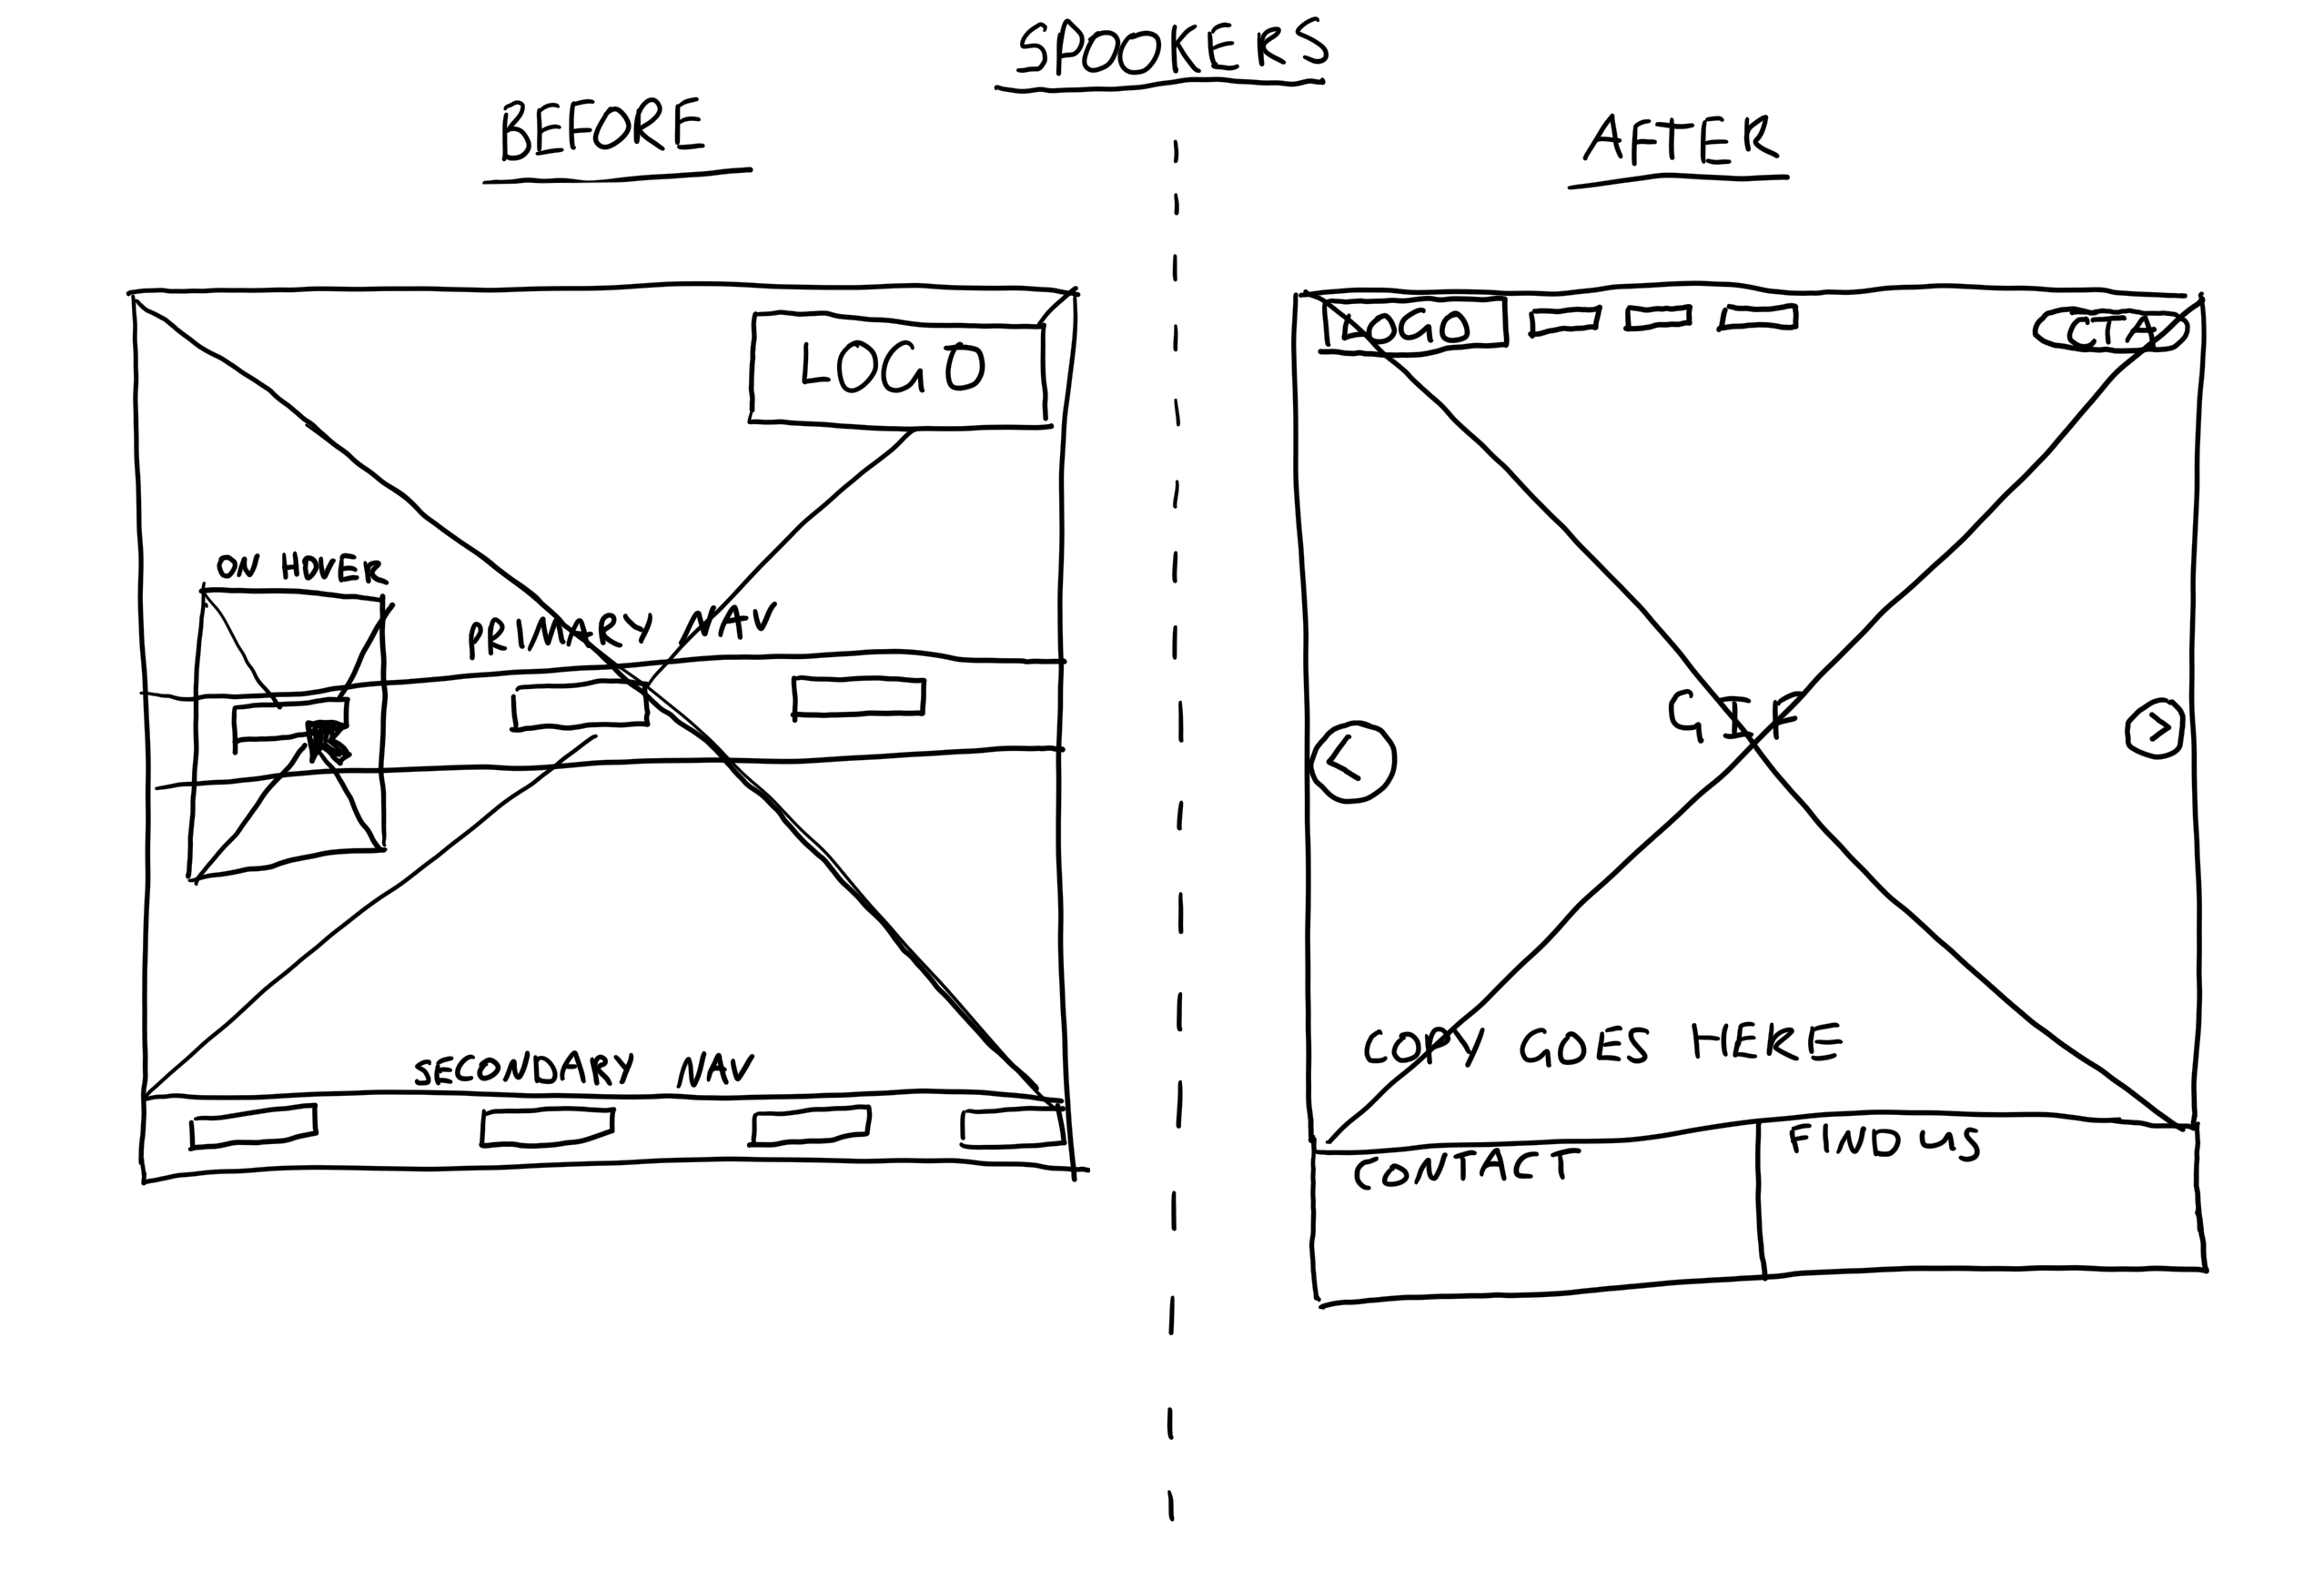 SPOOKERS
BEFORE
LOGO
ON HOVER
PRIMARY NAV
SECONDARY NAV
AFTER
LOGO
CTA
GIF
<
>
COPY GOES HERE
CONTACT
FIND US